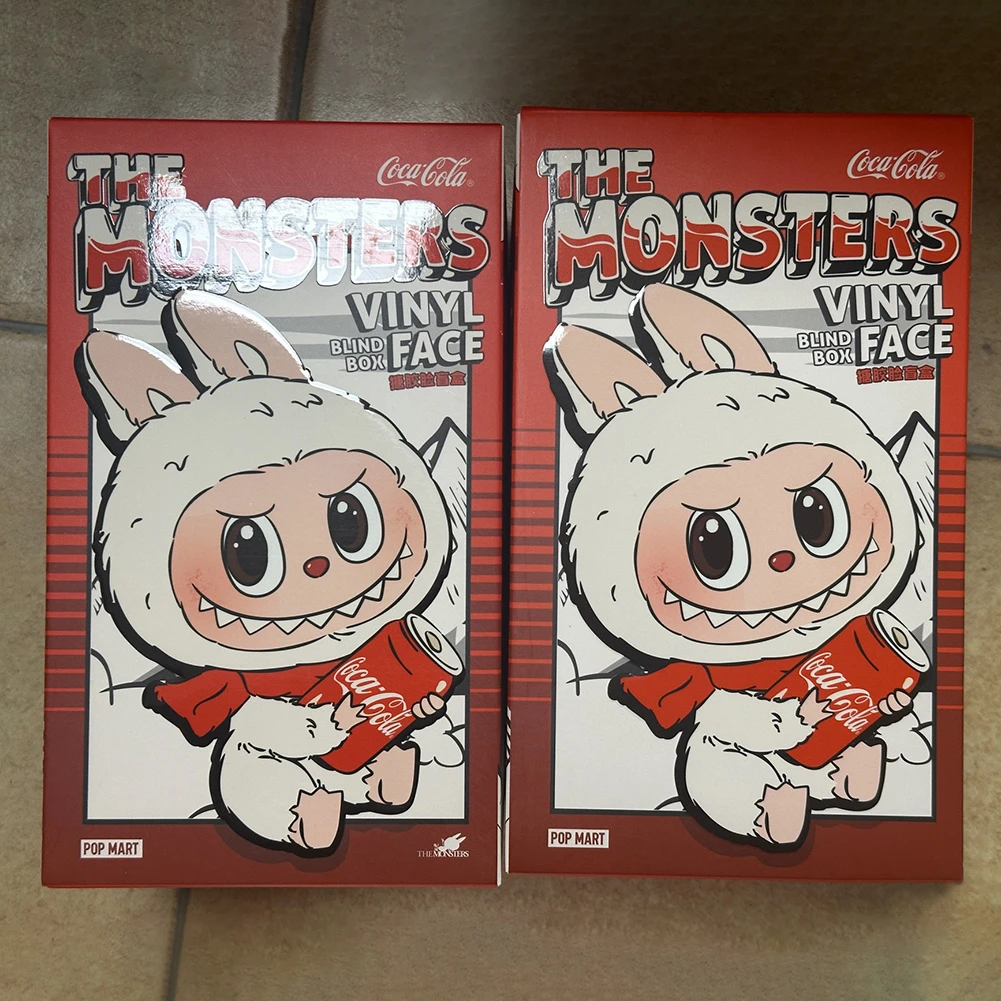 Coca-Cola®
THE
MONSTERS
VINYL
BLIND
BOX
FACE
搪胶脸盲盒
Coca-Cola
POP MART
THE MONSTERS
Coca-Cola®
THE
MONSTERS
VINYL
BLIND
BOX
FACE
搪胶脸盲盒
Coca-Cola
POP MART